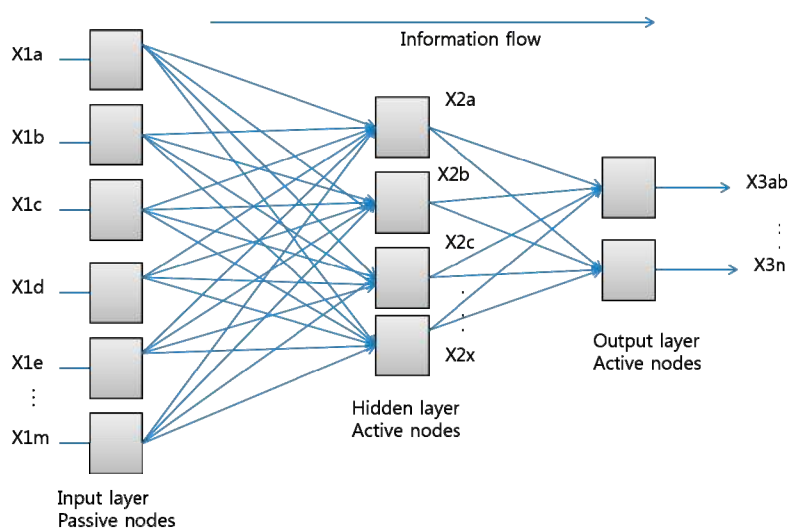 Information flow
X1a
X1b
X1c
X1d
X1e
⋮
X1m
Input layer
Passive nodes
X2a
X2b
X2c
X2x
Hidden layer
Active nodes
X3ab
X3n
Output layer
Active nodes